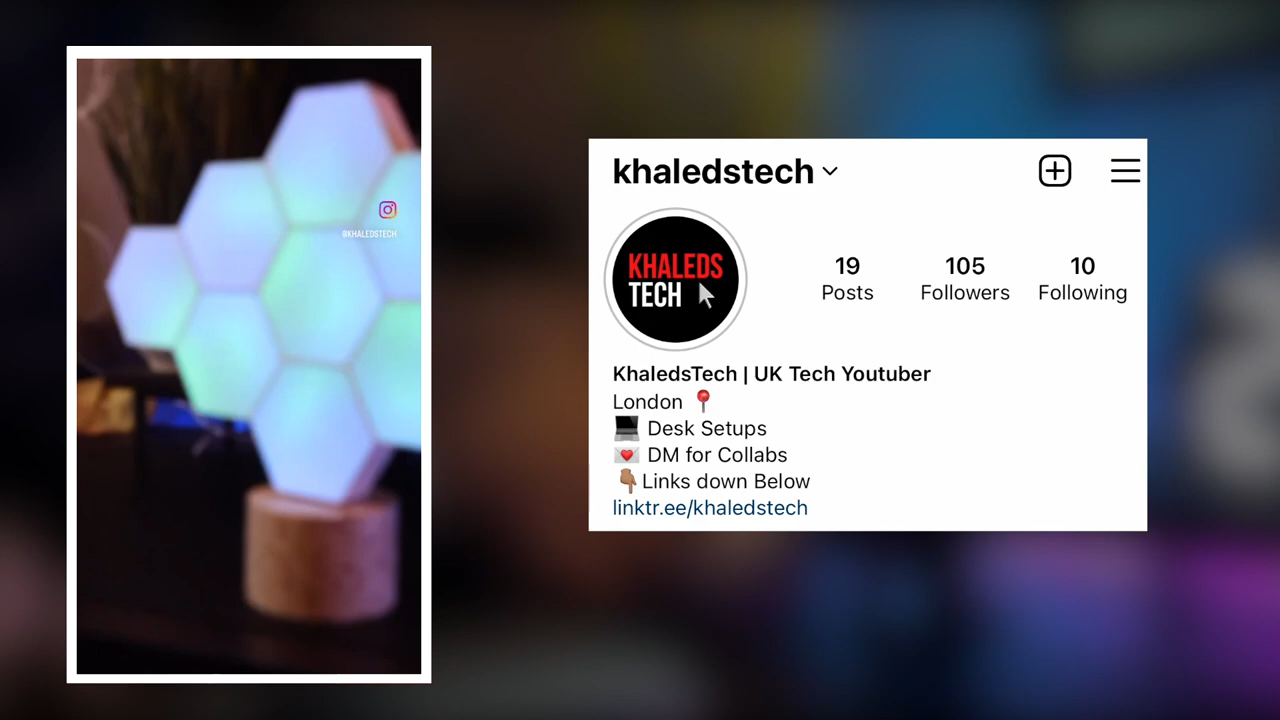 @KHALEDSTECH
khaledstech
KHALEDS
TECH
19 105 10
Posts Followers Following
KhaledsTech | UK Tech Youtuber
London 📍
💻 Desk Setups
💌 DM for Collabs
👇🏽Links down Below
linktr.ee/khaledstech